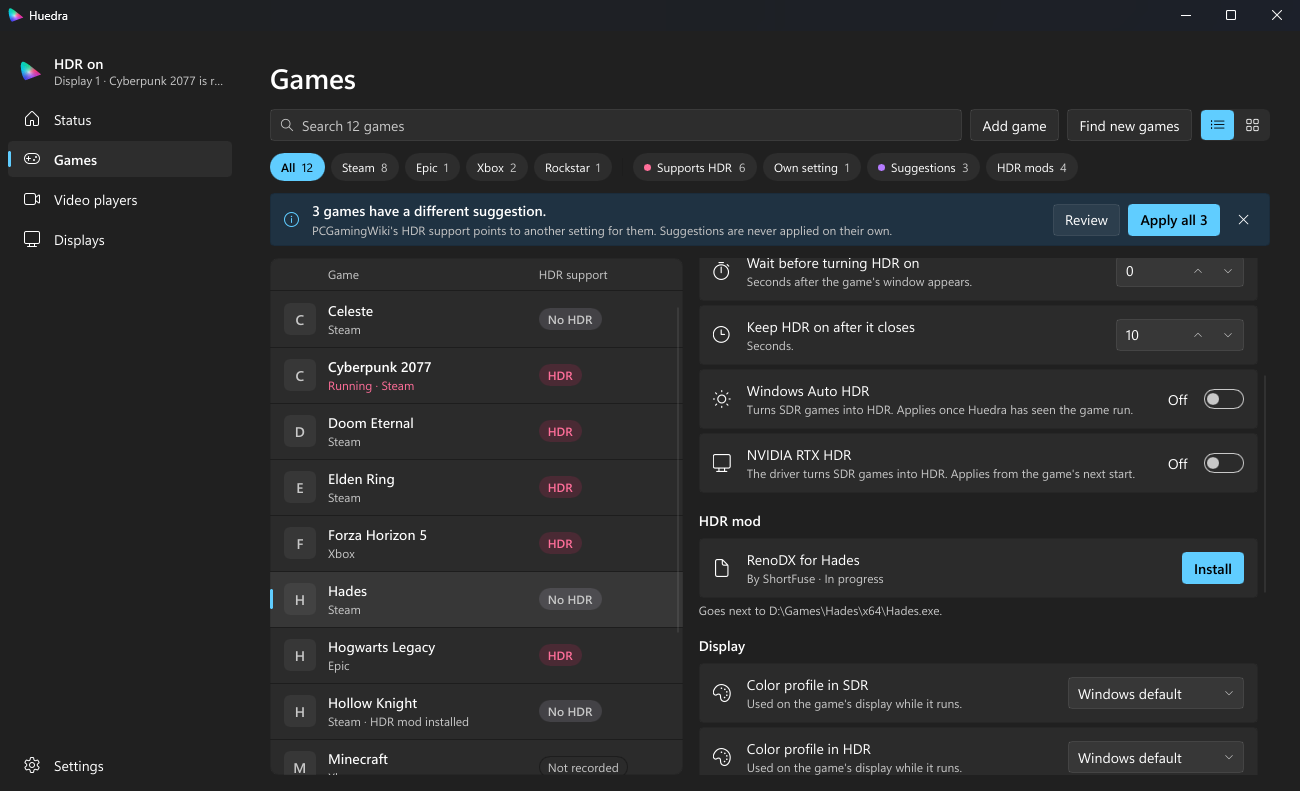 Huedra
HDR on
Display 1 · Cyberpunk 2077 is r...
Status
Games
Video players
Displays
Settings
Games
Search 12 games
Add game
Find new games
All 12
Steam 8
Epic 1
Xbox 2
Rockstar 1
Supports HDR 6
Own setting 1
Suggestions 3
HDR mods 4
3 games have a different suggestion.
PCGamingWiki's HDR support points to another setting for them. Suggestions are never applied on their own.
Review
Apply all 3
Game
HDR support
C
Celeste
Steam
No HDR
C
Cyberpunk 2077
Running · Steam
HDR
D
Doom Eternal
Steam
HDR
E
Elden Ring
Steam
HDR
F
Forza Horizon 5
Xbox
HDR
H
Hades
Steam
No HDR
H
Hogwarts Legacy
Epic
HDR
H
Hollow Knight
Steam · HDR mod installed
No HDR
M
Minecraft
Not recorded
Wait before turning HDR on
Seconds after the game's window appears.
0
Keep HDR on after it closes
Seconds.
10
Windows Auto HDR
Turns SDR games into HDR. Applies once Huedra has seen the game run.
Off
NVIDIA RTX HDR
The driver turns SDR games into HDR. Applies from the game's next start.
Off
HDR mod
RenoDX for Hades
By ShortFuse · In progress
Install
Goes next to D:\Games\Hades\x64\Hades.exe.
Display
Color profile in SDR
Used on the game's display while it runs.
Windows default
Color profile in HDR
Used on the game's display while it runs.
Windows default